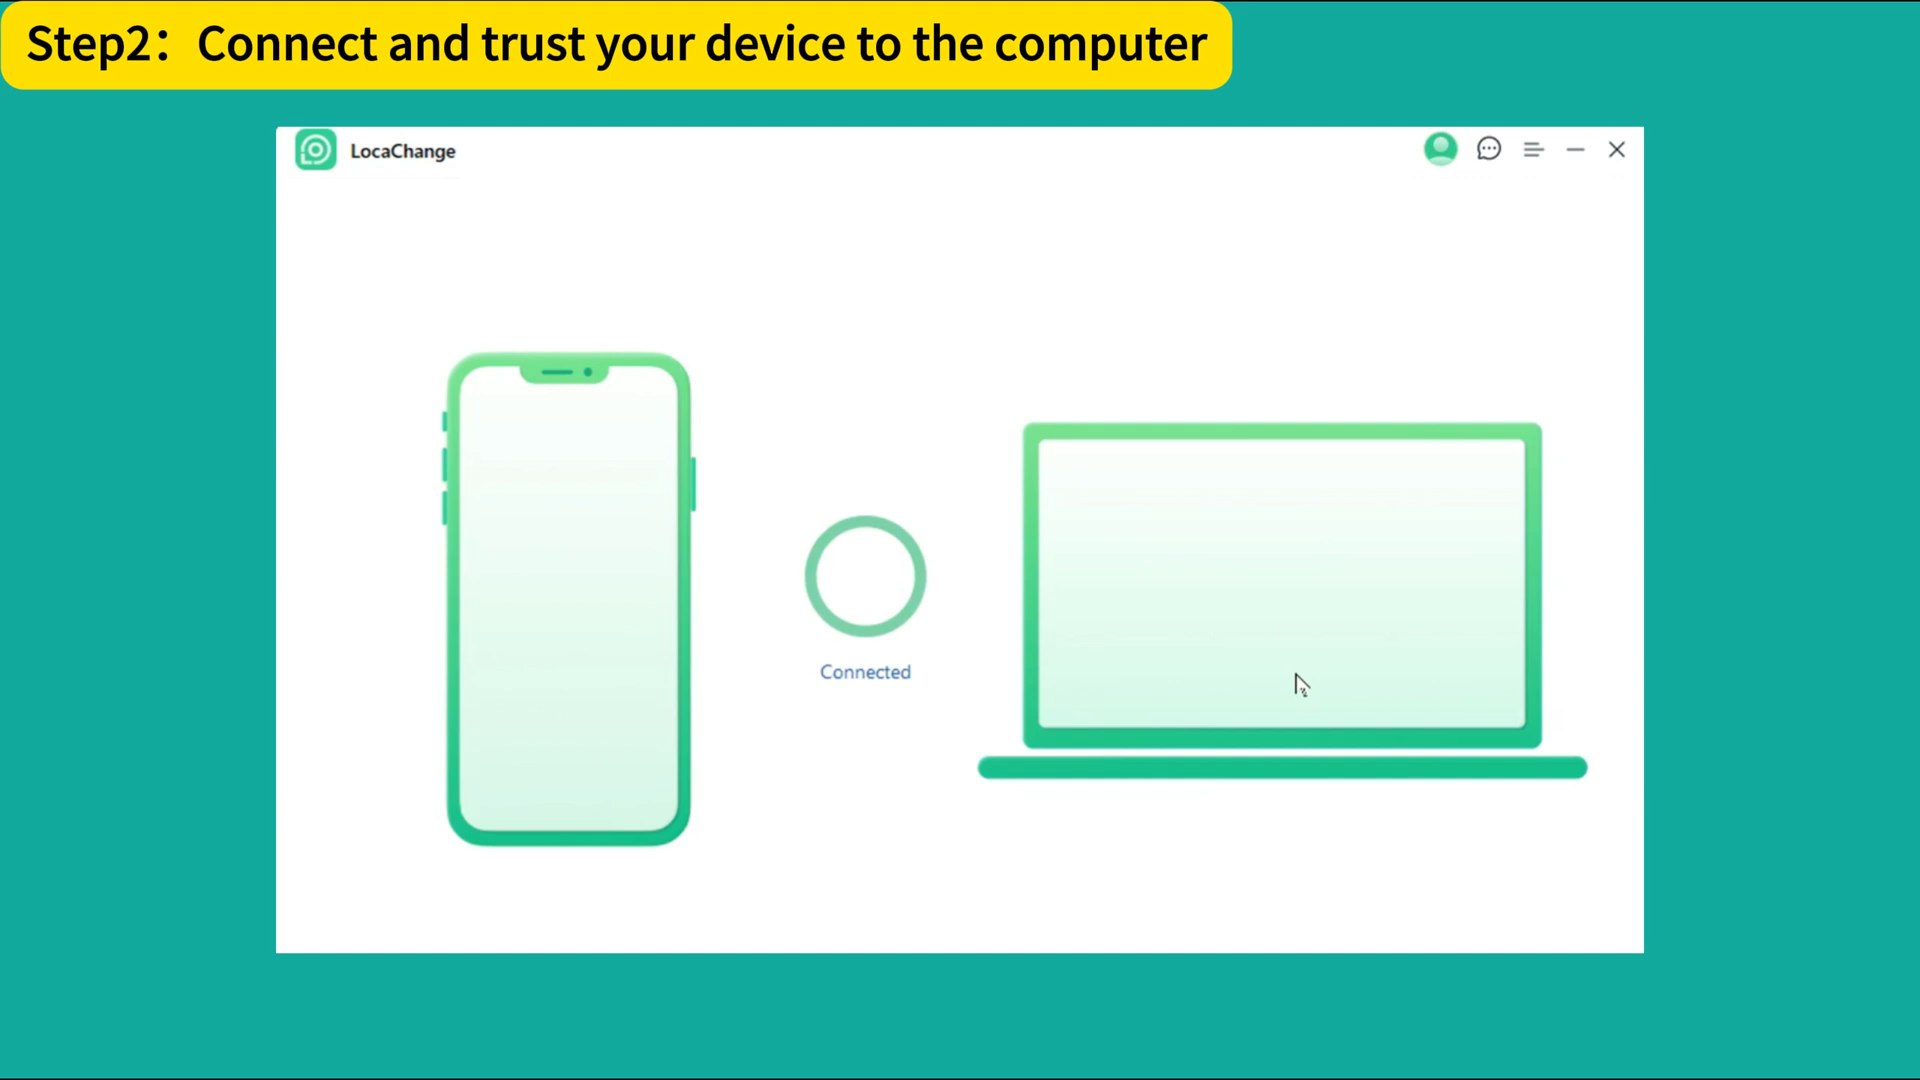 Step2：Connect and trust your device to the computer
LocaChange
Connected